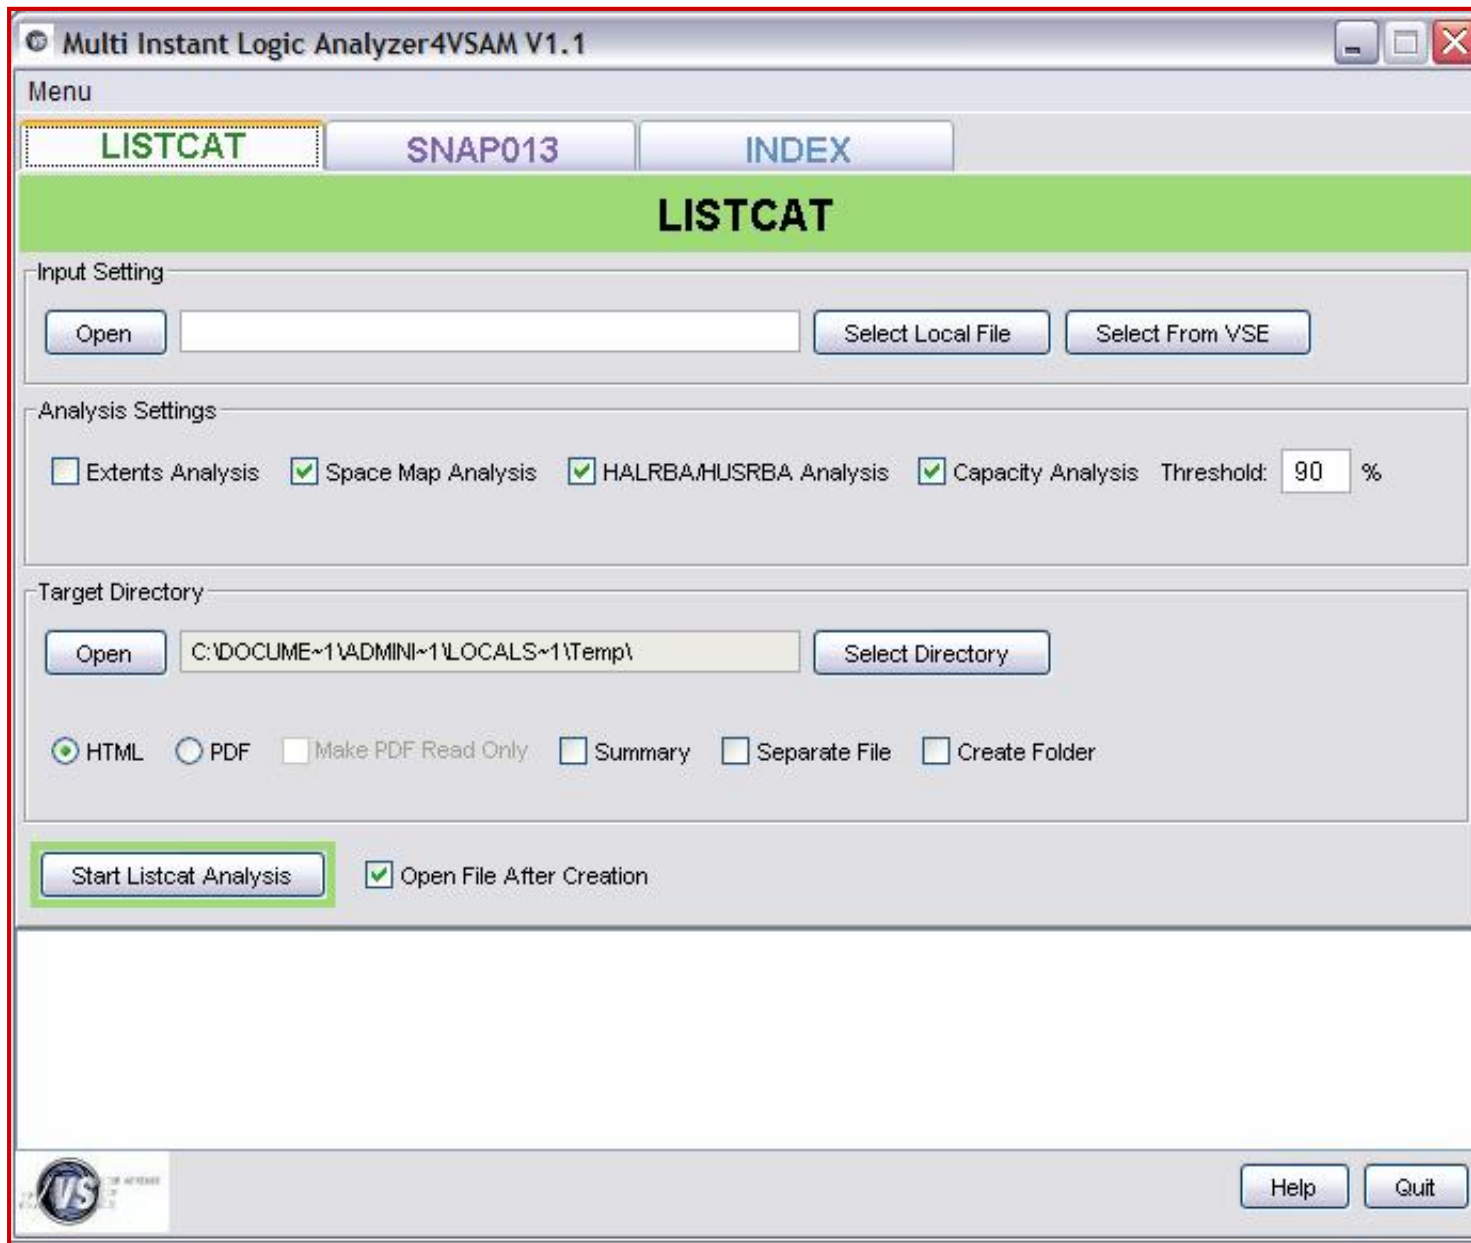 Multi Instant Logic Analyzer4VSAM V1.1
Menu
LISTCAT SNAP013 INDEX
LISTCAT
Input Setting
Open Select Local File Select From VSE
Analysis Settings
Extents Analysis Space Map Analysis HALRBA/HUSRBA Analysis Capacity Analysis Threshold: 90 %
Target Directory
Open C:\DOCUME~1\ADMINI~1\LOCALS~1\Temp\ Select Directory
HTML PDF Make PDF Read Only Summary Separate File Create Folder
Start Listcat Analysis Open File After Creation
VS
Help Quit